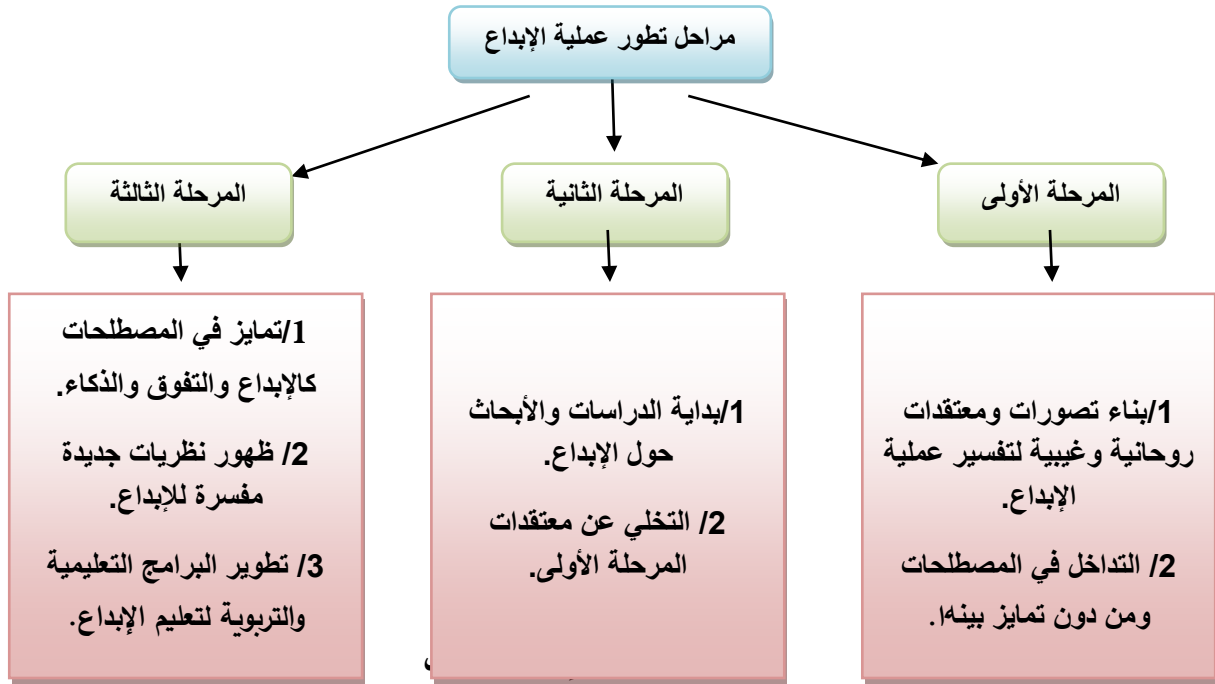 مراحل تطور عملية الإبداع
المرحلة الأولى
المرحلة الثانية
المرحلة الثالثة
1/بناء تصورات ومعتقدات
روحانية وغيبية لتفسير عملية
الإبداع.
2/ التداخل في المصطلحات
ومن دون تمايز بينها.
1/بداية الدراسات والأبحاث
حول الإبداع.
2/ التخلي عن معتقدات
المرحلة الأولى.
1/تمايز في المصطلحات
كالإبداع والتفوق والذكاء.
2/ ظهور نظريات جديدة
مفسرة للإبداع.
3/ تطوير البرامج التعليمية
والتربوية لتعليم الإبداع.